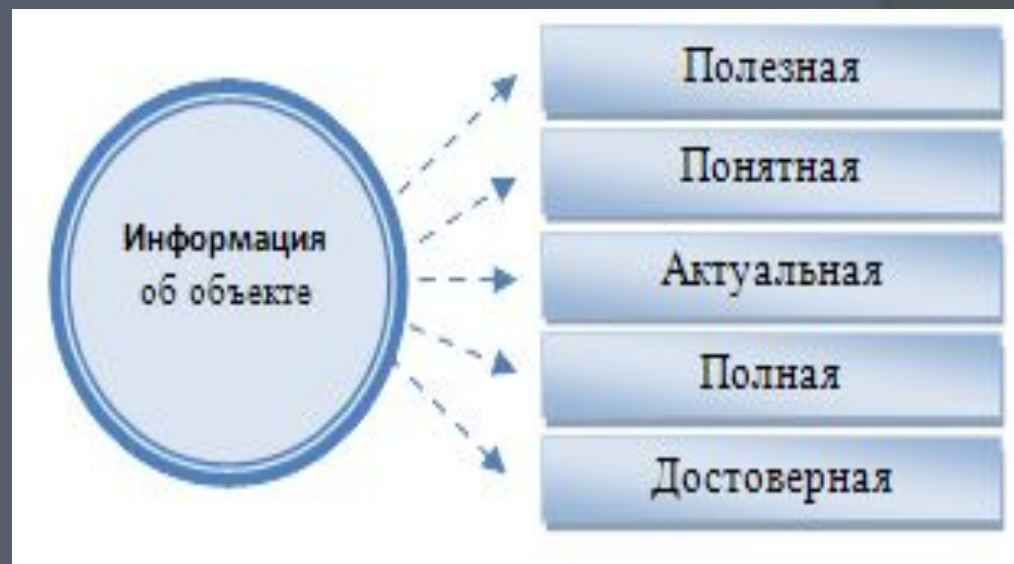 Информация
об объекте
Полезная
Понятная
Актуальная
Полная
Достоверная